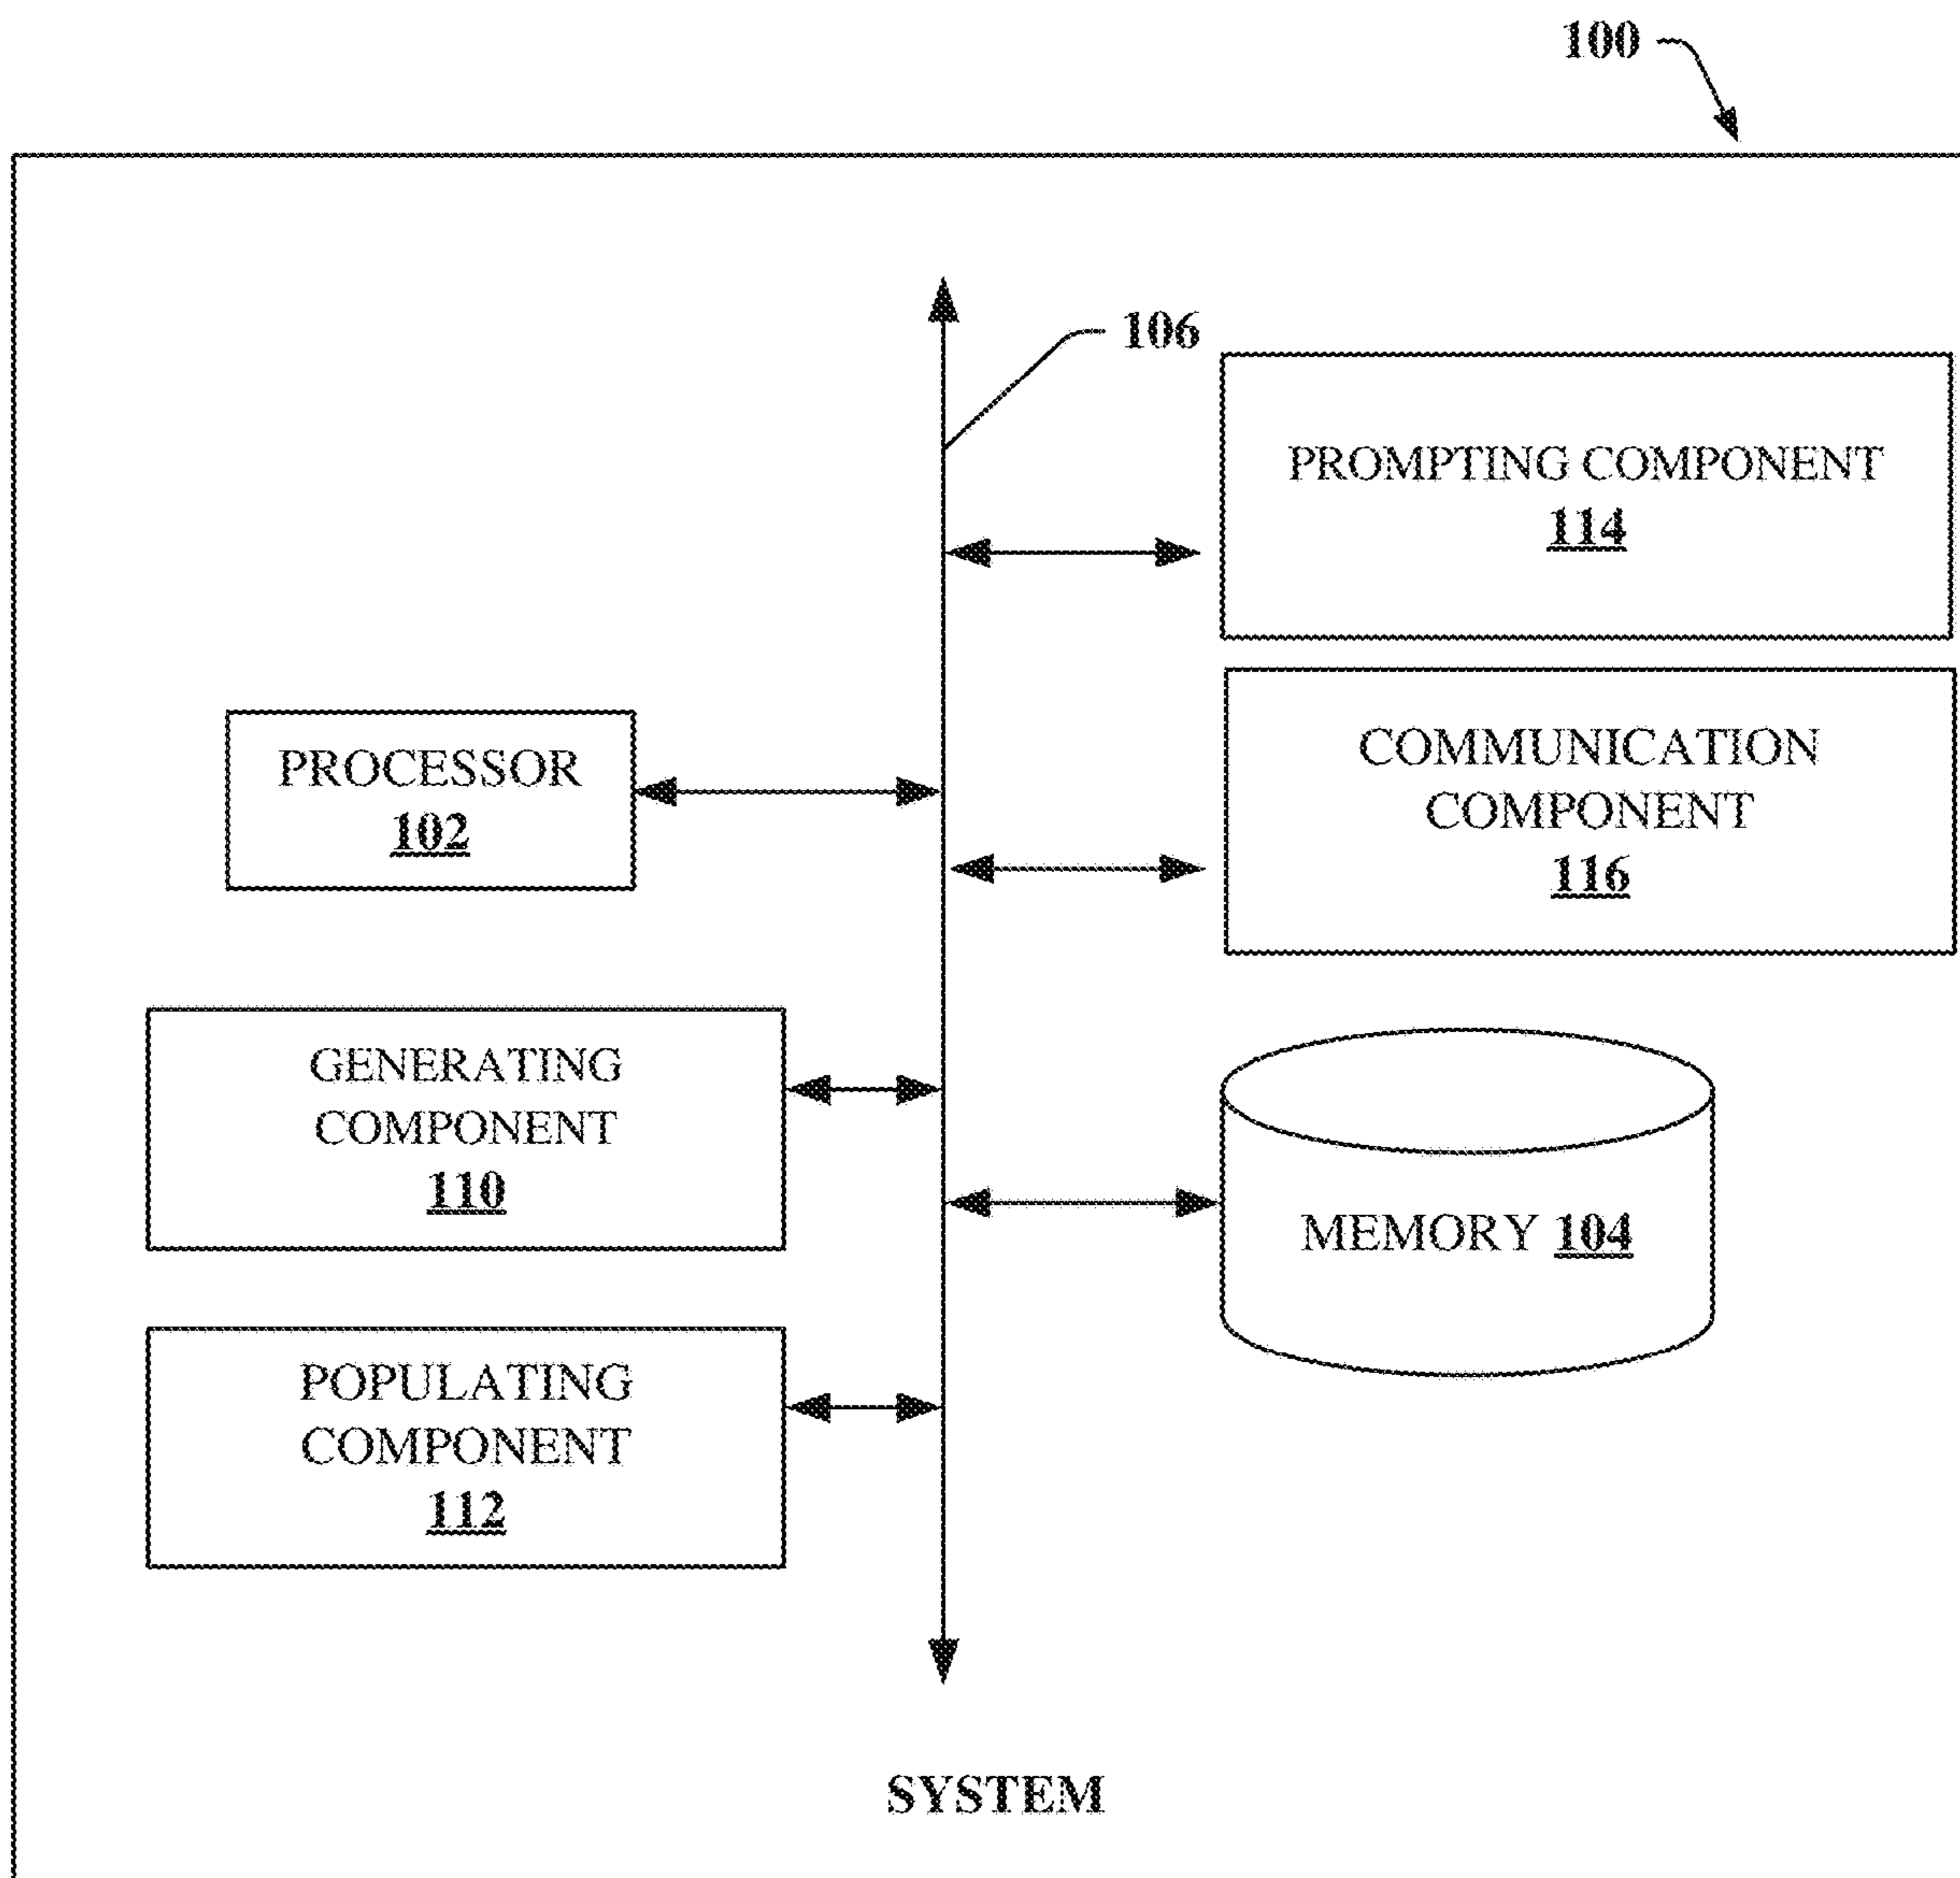 100
106
PROMPTING COMPONENT
114
PROCESSOR
102
COMMUNICATION
COMPONENT
116
GENERATING
COMPONENT
110
MEMORY 104
POPULATING
COMPONENT
112
SYSTEM